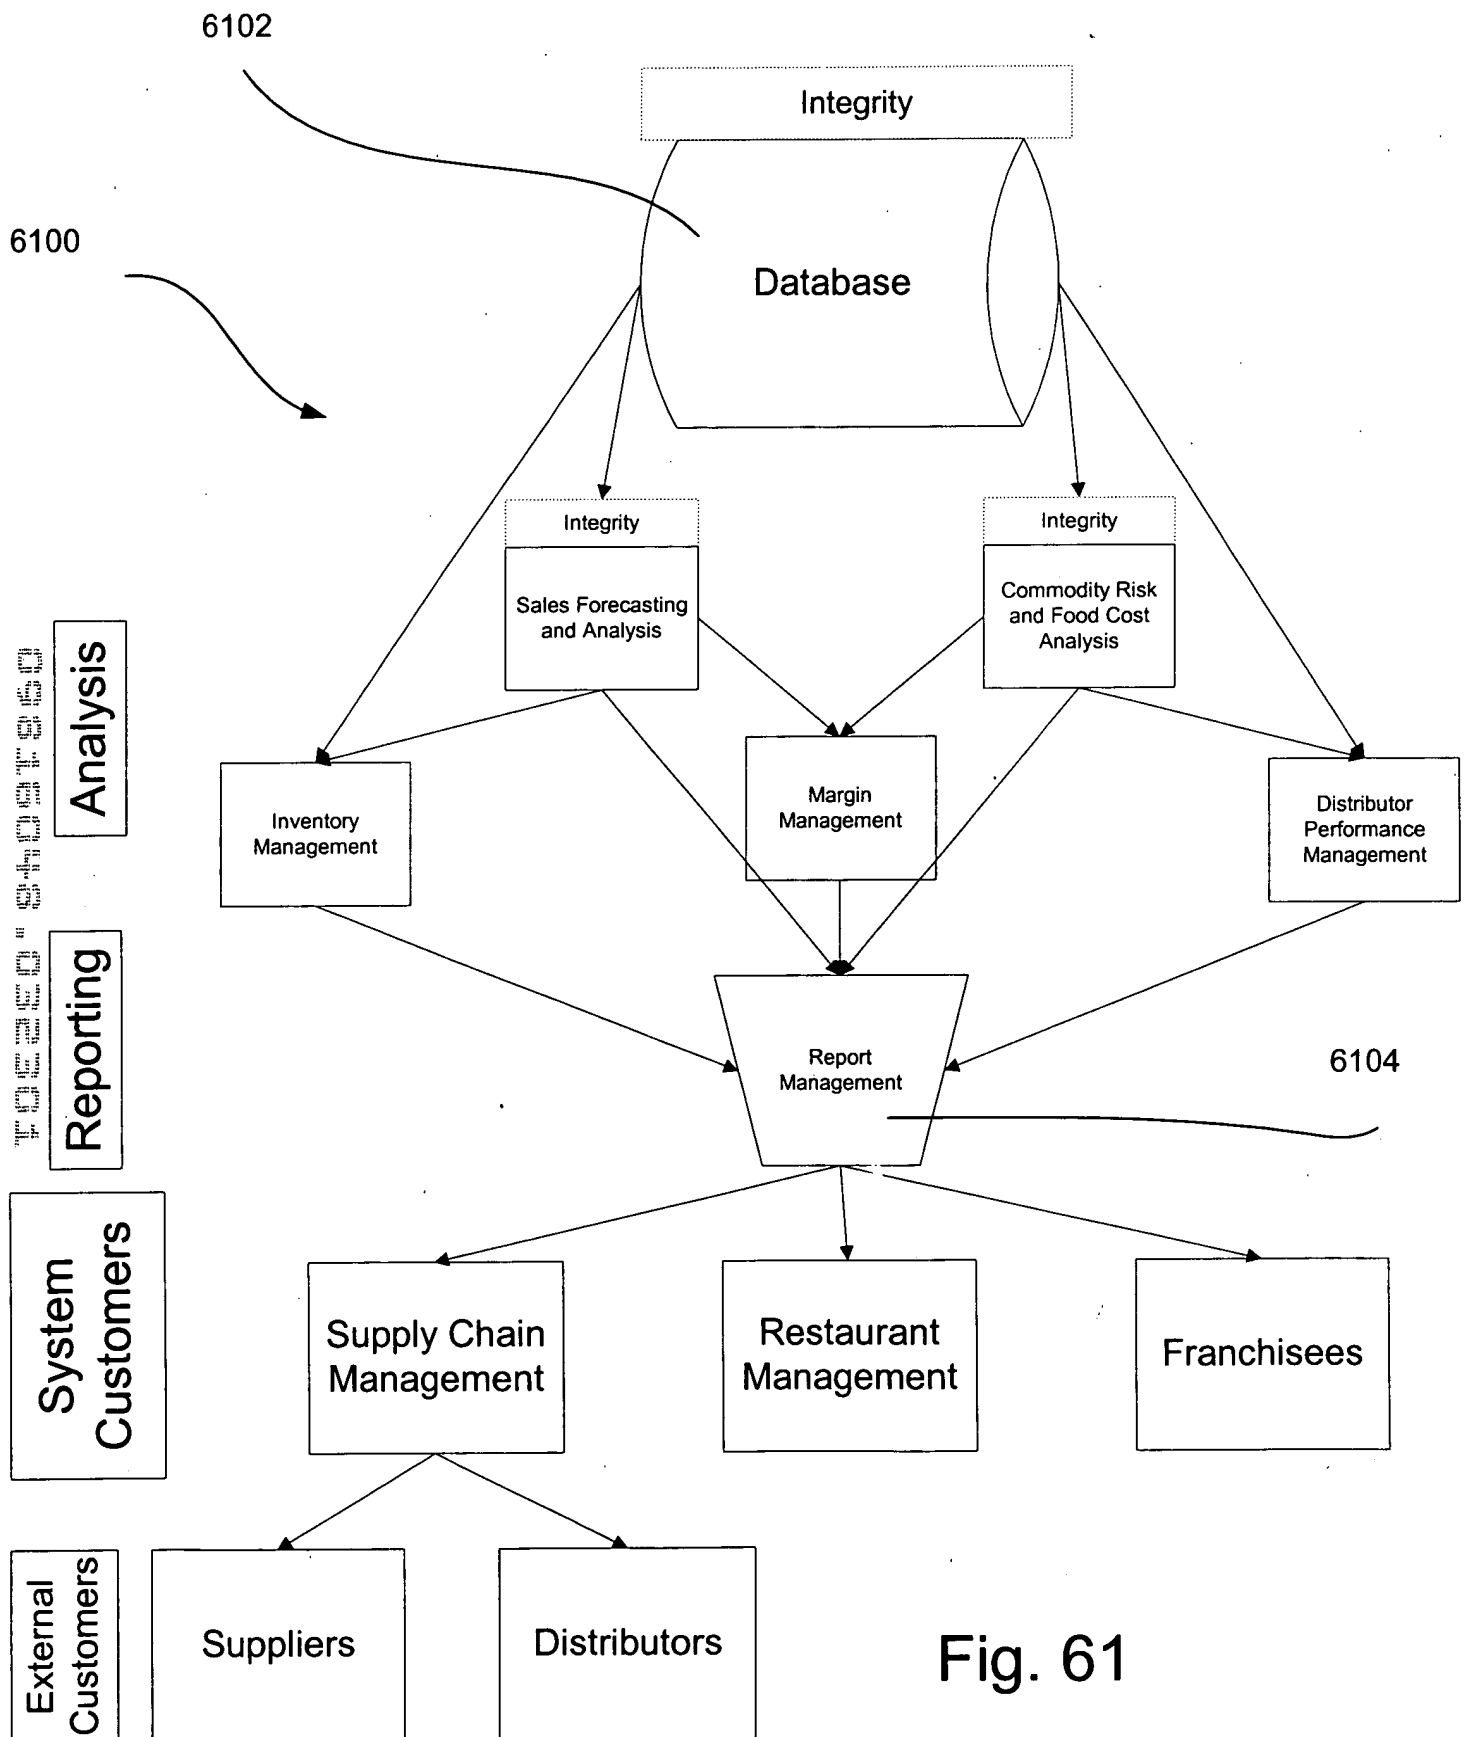 6102
Integrity
6100
Database
Integrity
Integrity
Sales Forecasting
and Analysis
Commodity Risk
and Food Cost
Analysis
Analysis
Inventory
Management
Margin
Management
Distributor
Performance
Management
Reporting
Report
Management
6104
System
Customers
Supply Chain
Management
Restaurant
Management
Franchisees
External
Customers
Suppliers
Distributors
Fig. 61